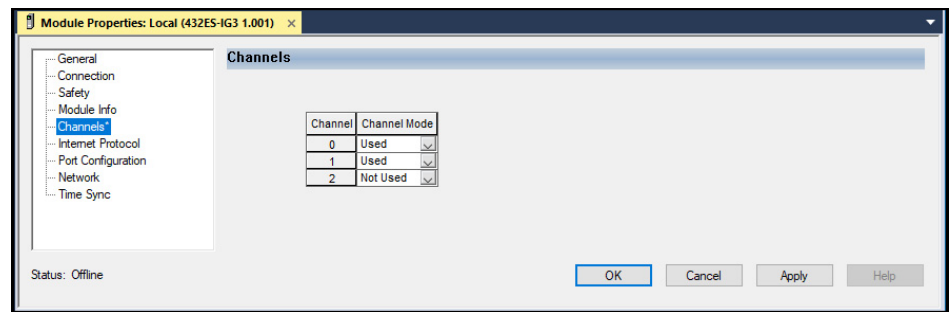 Module Properties: Local (432ES-IG3 1.001)
General
Connection
Safety
Module Info
Channels*
Internet Protocol
Port Configuration
Network
Time Sync
Channels
Channel Channel Mode
0 Used
1 Used
2 Not Used
Status: Offline
OK Cancel Apply Help